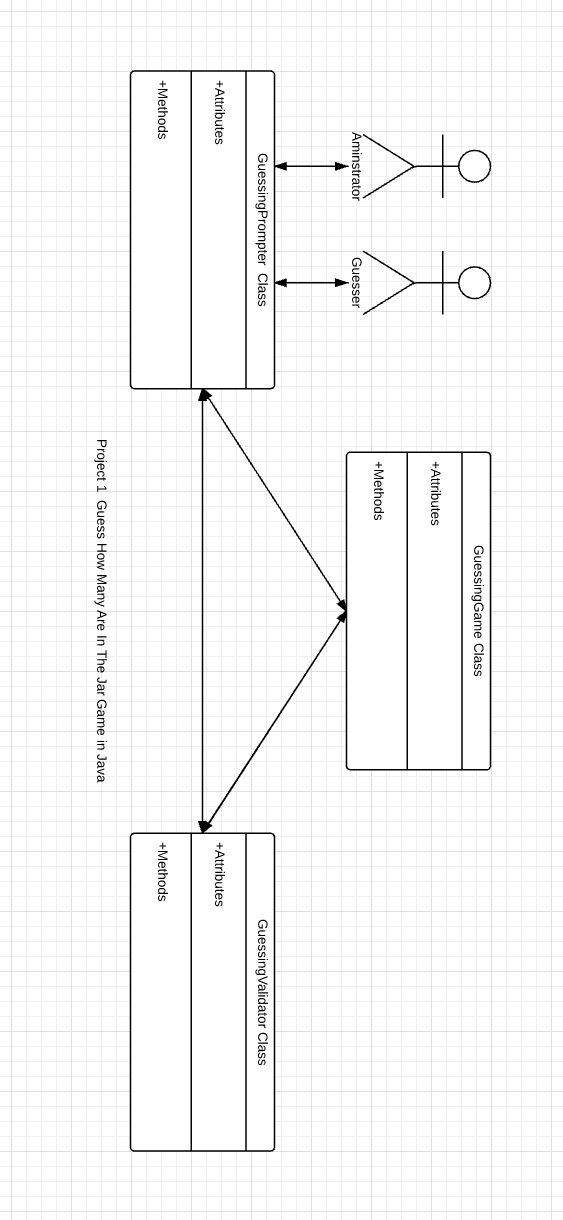 Aminstrator
Guesser
GuessingPrompter  Class
+Attributes
+Methods
GuessingGame Class
+Attributes
+Methods
GuessingValidator Class
+Attributes
+Methods
Project 1  Guess How Many Are In The Jar Game in Java